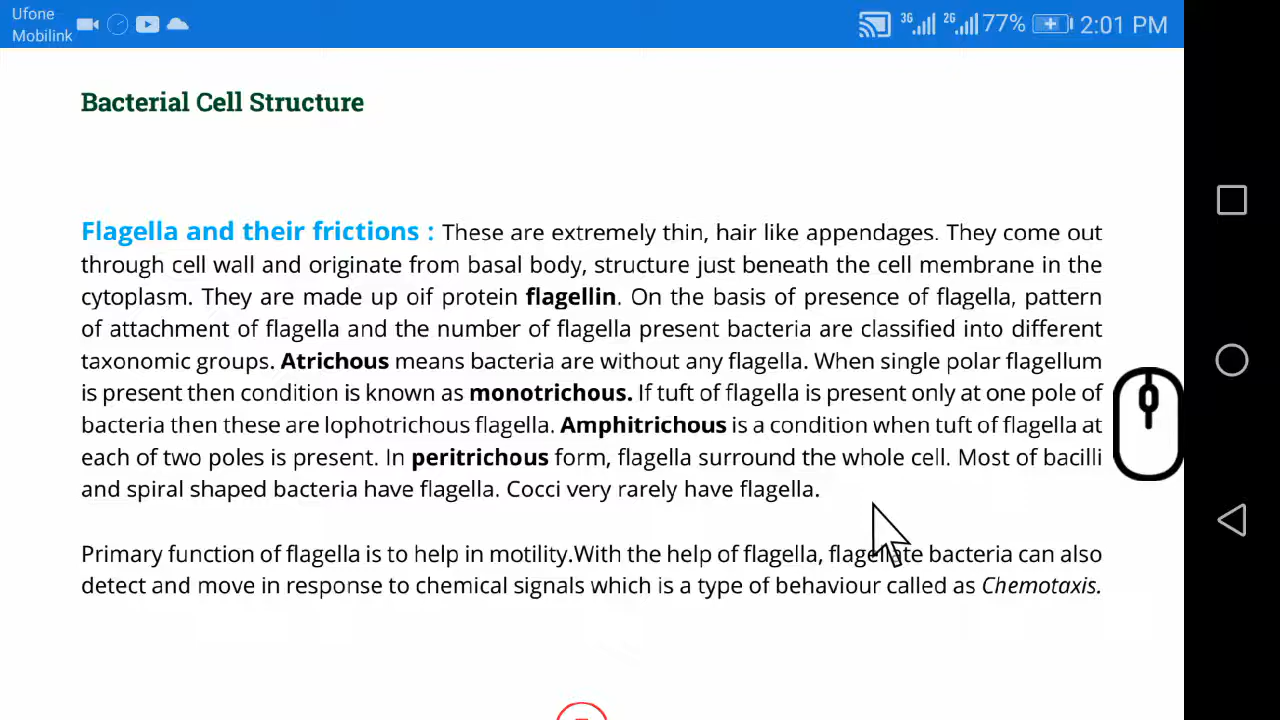 Ufone
Mobilink
3G 2G 77% 2:01 PM
Bacterial Cell Structure
Flagella and their frictions : These are extremely thin, hair like appendages. They come out
through cell wall and originate from basal body, structure just beneath the cell membrane in the
cytoplasm. They are made up oif protein flagellin. On the basis of presence of flagella, pattern
of attachment of flagella and the number of flagella present bacteria are classified into different
taxonomic groups. Atrichous means bacteria are without any flagella. When single polar flagellum
is present then condition is known as monotrichous. If tuft of flagella is present only at one pole of
bacteria then these are lophotrichous flagella. Amphitrichous is a condition when tuft of flagella at
each of two poles is present. In peritrichous form, flagella surround the whole cell. Most of bacilli
and spiral shaped bacteria have flagella. Cocci very rarely have flagella.
Primary function of flagella is to help in motility.With the help of flagella, flagellate bacteria can also
detect and move in response to chemical signals which is a type of behaviour called as Chemotaxis.